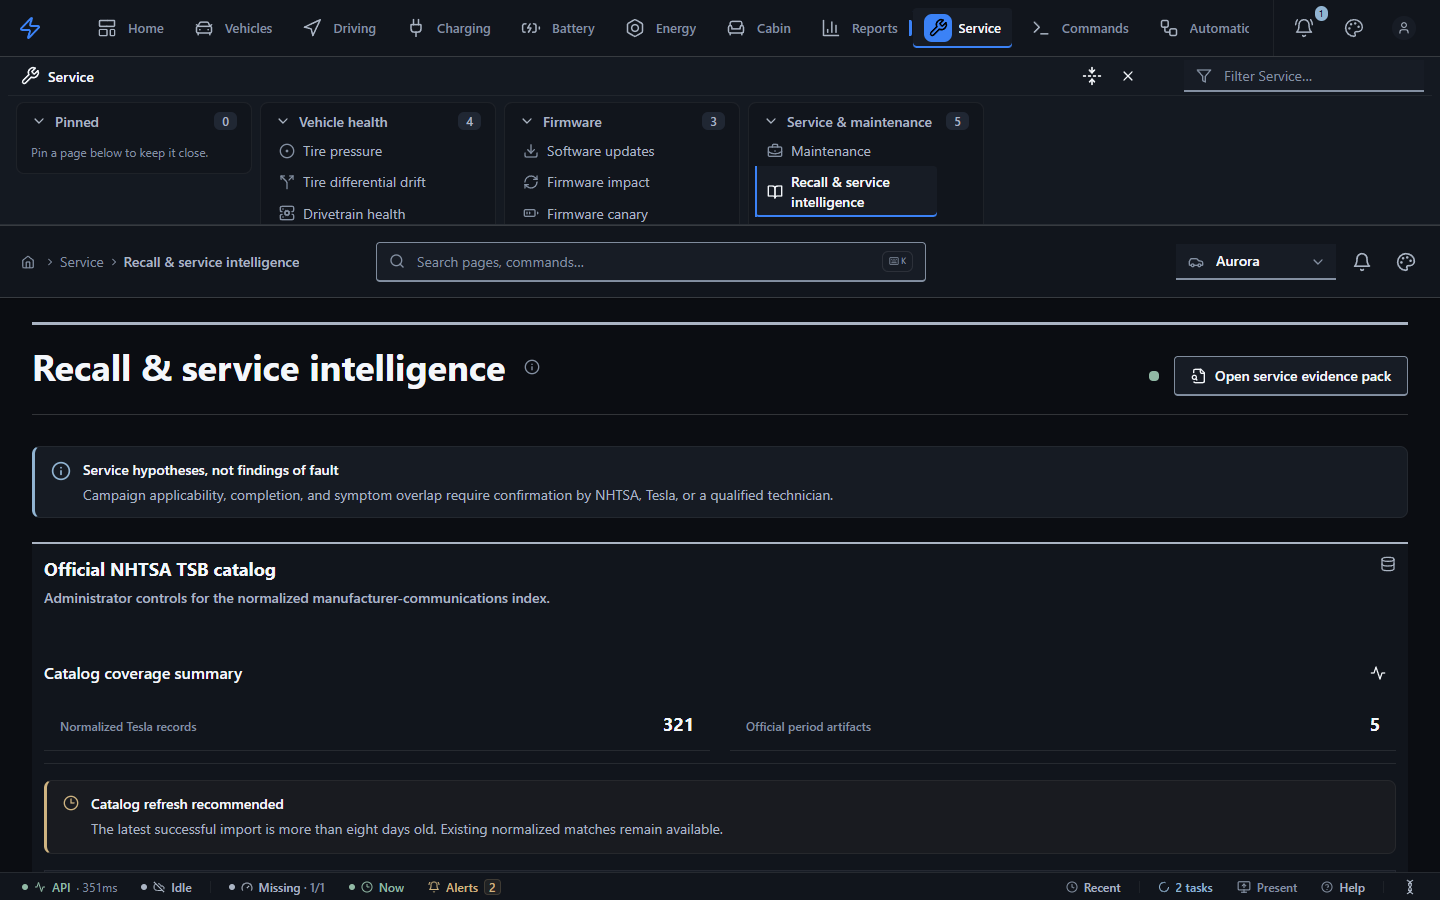 Home
Vehicles
Driving
Charging
Battery
Energy
Cabin
Reports
Service
Commands
Automatic
1
Service
Filter Service...
Pinned 0
Pin a page below to keep it close.
Vehicle health 4
Tire pressure
Tire differential drift
Drivetrain health
Firmware 3
Software updates
Firmware impact
Firmware canary
Service & maintenance 5
Maintenance
Recall & service
intelligence
Service
Recall & service intelligence
Search pages, commands...
K
Aurora
Recall & service intelligence
Open service evidence pack
Service hypotheses, not findings of fault
Campaign applicability, completion, and symptom overlap require confirmation by NHTSA, Tesla, or a qualified technician.
Official NHTSA TSB catalog
Administrator controls for the normalized manufacturer-communications index.
Catalog coverage summary
Normalized Tesla records 321
Official period artifacts 5
Catalog refresh recommended
The latest successful import is more than eight days old. Existing normalized matches remain available.
API · 351ms
Idle
Missing · 1/1
Now
Alerts 2
Recent
2 tasks
Present
Help